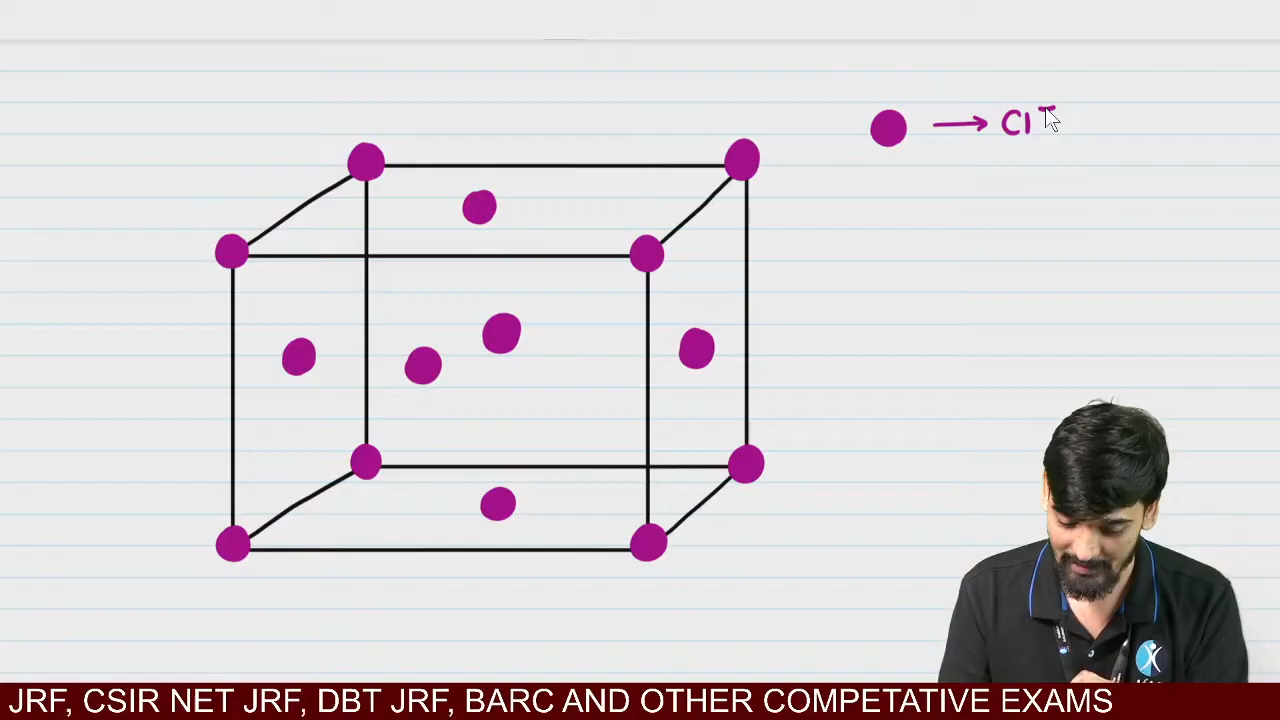 → Cl⁻
JRF, CSIR NET JRF, DBT JRF, BARC AND OTHER COMPETATIVE EXAMS